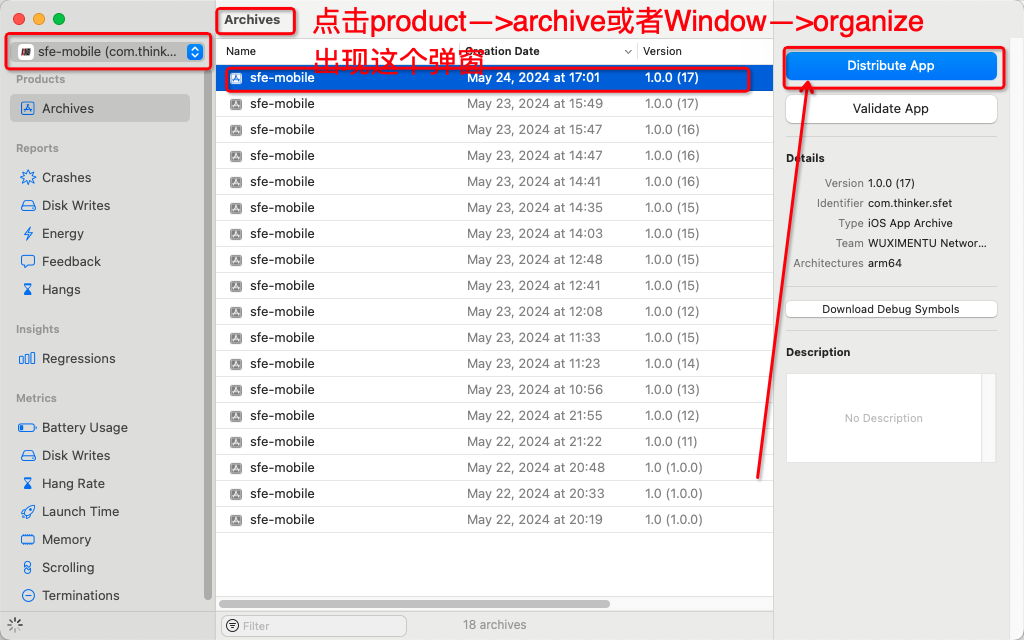 Archives
点击product—>archive或者Window—>organize
出现这个弹窗
sfe-mobile (com.think...
Products
Archives
Reports
Crashes
Disk Writes
Energy
Feedback
Hangs
Insights
Regressions
Metrics
Battery Usage
Disk Writes
Hang Rate
Launch Time
Memory
Scrolling
Terminations
Name Creation Date Version
sfe-mobile May 24, 2024 at 17:01 1.0.0 (17)
sfe-mobile May 23, 2024 at 15:49 1.0.0 (17)
sfe-mobile May 23, 2024 at 15:47 1.0.0 (16)
sfe-mobile May 23, 2024 at 14:47 1.0.0 (16)
sfe-mobile May 23, 2024 at 14:41 1.0.0 (16)
sfe-mobile May 23, 2024 at 14:35 1.0.0 (15)
sfe-mobile May 23, 2024 at 14:03 1.0.0 (15)
sfe-mobile May 23, 2024 at 12:48 1.0.0 (15)
sfe-mobile May 23, 2024 at 12:41 1.0.0 (15)
sfe-mobile May 23, 2024 at 12:08 1.0.0 (12)
sfe-mobile May 23, 2024 at 11:33 1.0.0 (15)
sfe-mobile May 23, 2024 at 11:23 1.0.0 (14)
sfe-mobile May 23, 2024 at 10:56 1.0.0 (13)
sfe-mobile May 22, 2024 at 21:55 1.0.0 (12)
sfe-mobile May 22, 2024 at 21:22 1.0.0 (11)
sfe-mobile May 22, 2024 at 20:48 1.0 (1.0.0)
sfe-mobile May 22, 2024 at 20:33 1.0 (1.0.0)
sfe-mobile May 22, 2024 at 20:19 1.0 (1.0.0)
Filter
18 archives
Distribute App
Validate App
Details
Version 1.0.0 (17)
Identifier com.thinker.sfet
Type iOS App Archive
Team WUXIMENTU Networ...
Architectures arm64
Download Debug Symbols
Description
No Description